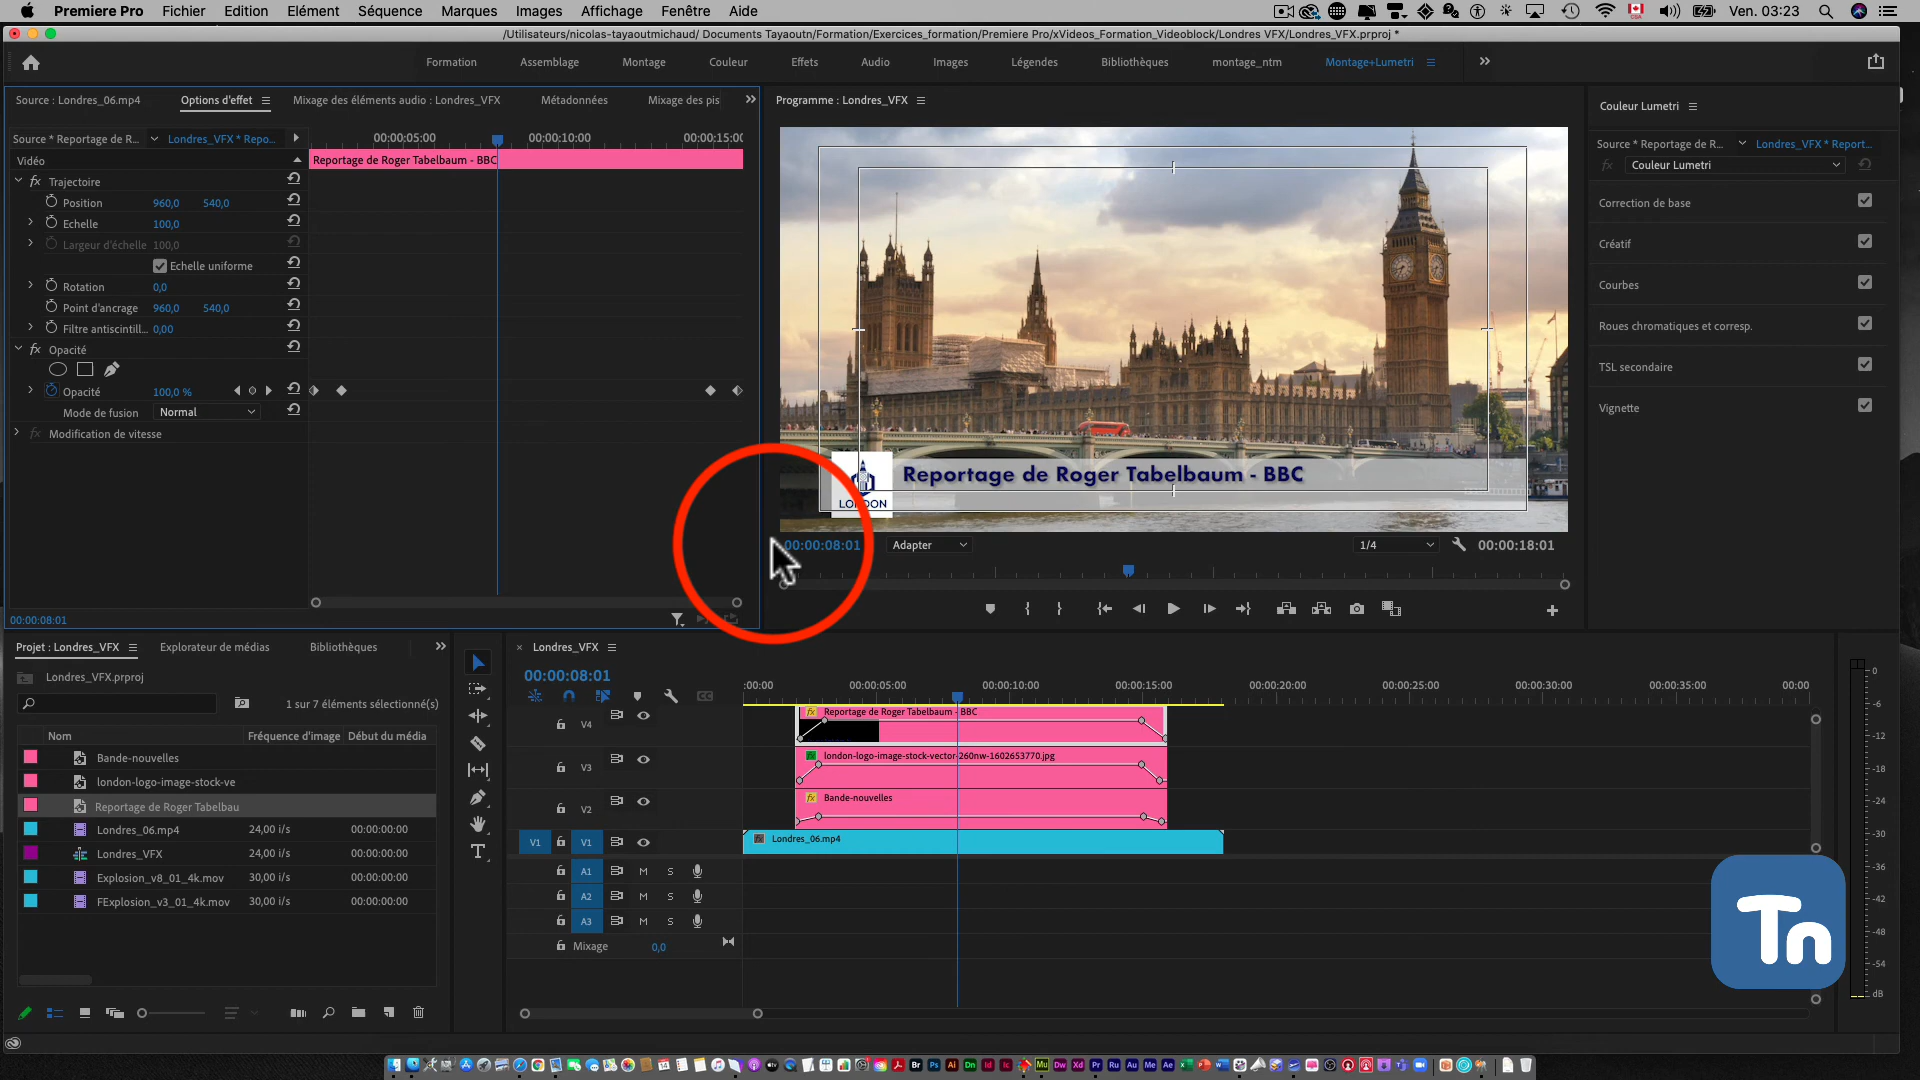 Premiere Pro Fichier Edition Elément Séquence Marques Images Affichage Fenêtre Aide
Ven. 03:23
/Utilisateurs/nicolas-tayaoutmichaud/ Documents Tayaoutn/Formation/Exercices_formation/Premiere Pro/xVideos_Formation_Videoblock/Londres VFX/Londres_VFX.prproj *
Formation Assemblage Montage Couleur Effets Audio Images Légendes Bibliothèques montage_ntm Montage+Lumetri
Source : Londres_06.mp4 Options d'effet Mixage des éléments audio : Londres_VFX Métadonnées Mixage des pis
Source * Reportage de R... Londres_VFX * Repo...
00:00:05:00 00:00:10:00 00:00:15:00
Vidéo
Reportage de Roger Tabelbaum - BBC
Trajectoire
Position 960,0 540,0
Echelle 100,0
Largeur d'échelle 100,0
Echelle uniforme
Rotation 0,0
Point d'ancrage 960,0 540,0
Filtre antiscintill... 0,00
Opacité
Opacité 100,0 %
Mode de fusion Normal
Modification de vitesse
00:00:08:01
Programme : Londres_VFX
LONDON
Reportage de Roger Tabelbaum - BBC
00:00:08:01 Adapter 1/4 00:00:18:01
Couleur Lumetri
Source * Reportage de R... Londres_VFX * Report...
fx Couleur Lumetri
Correction de base
Créatif
Courbes
Roues chromatiques et corresp.
TSL secondaire
Vignette
Projet : Londres_VFX Explorateur de médias Bibliothèques
Londres_VFX.prproj
1 sur 7 éléments sélectionné(s)
Nom Fréquence d'image Début du média
Bande-nouvelles
london-logo-image-stock-ve
Reportage de Roger Tabelbau
Londres_06.mp4 24,00 i/s 00:00:00:00
Londres_VFX 24,00 i/s 00:00:00:00
Explosion_v8_01_4k.mov 30,00 i/s 00:00:00:00
FExplosion_v3_01_4k.mov 30,00 i/s 00:00:00:00
Londres_VFX
00:00:08:01
:00:00 00:00:05:00 00:00:10:00 00:00:15:00 00:00:20:00 00:00:25:00 00:00:30:00 00:00:35:00 00:00
V4 Reportage de Roger Tabelbaum - BBC
V3 london-logo-image-stock-vector-260nw-1602653770.jpg
V2 Bande-nouvelles
V1 V1 Londres_06.mp4
A1 M S
A2 M S
A3 M S
Mixage 0,0
0
-6
-12
-18
-24
-30
-36
-42
-48
-54
dB
Tn